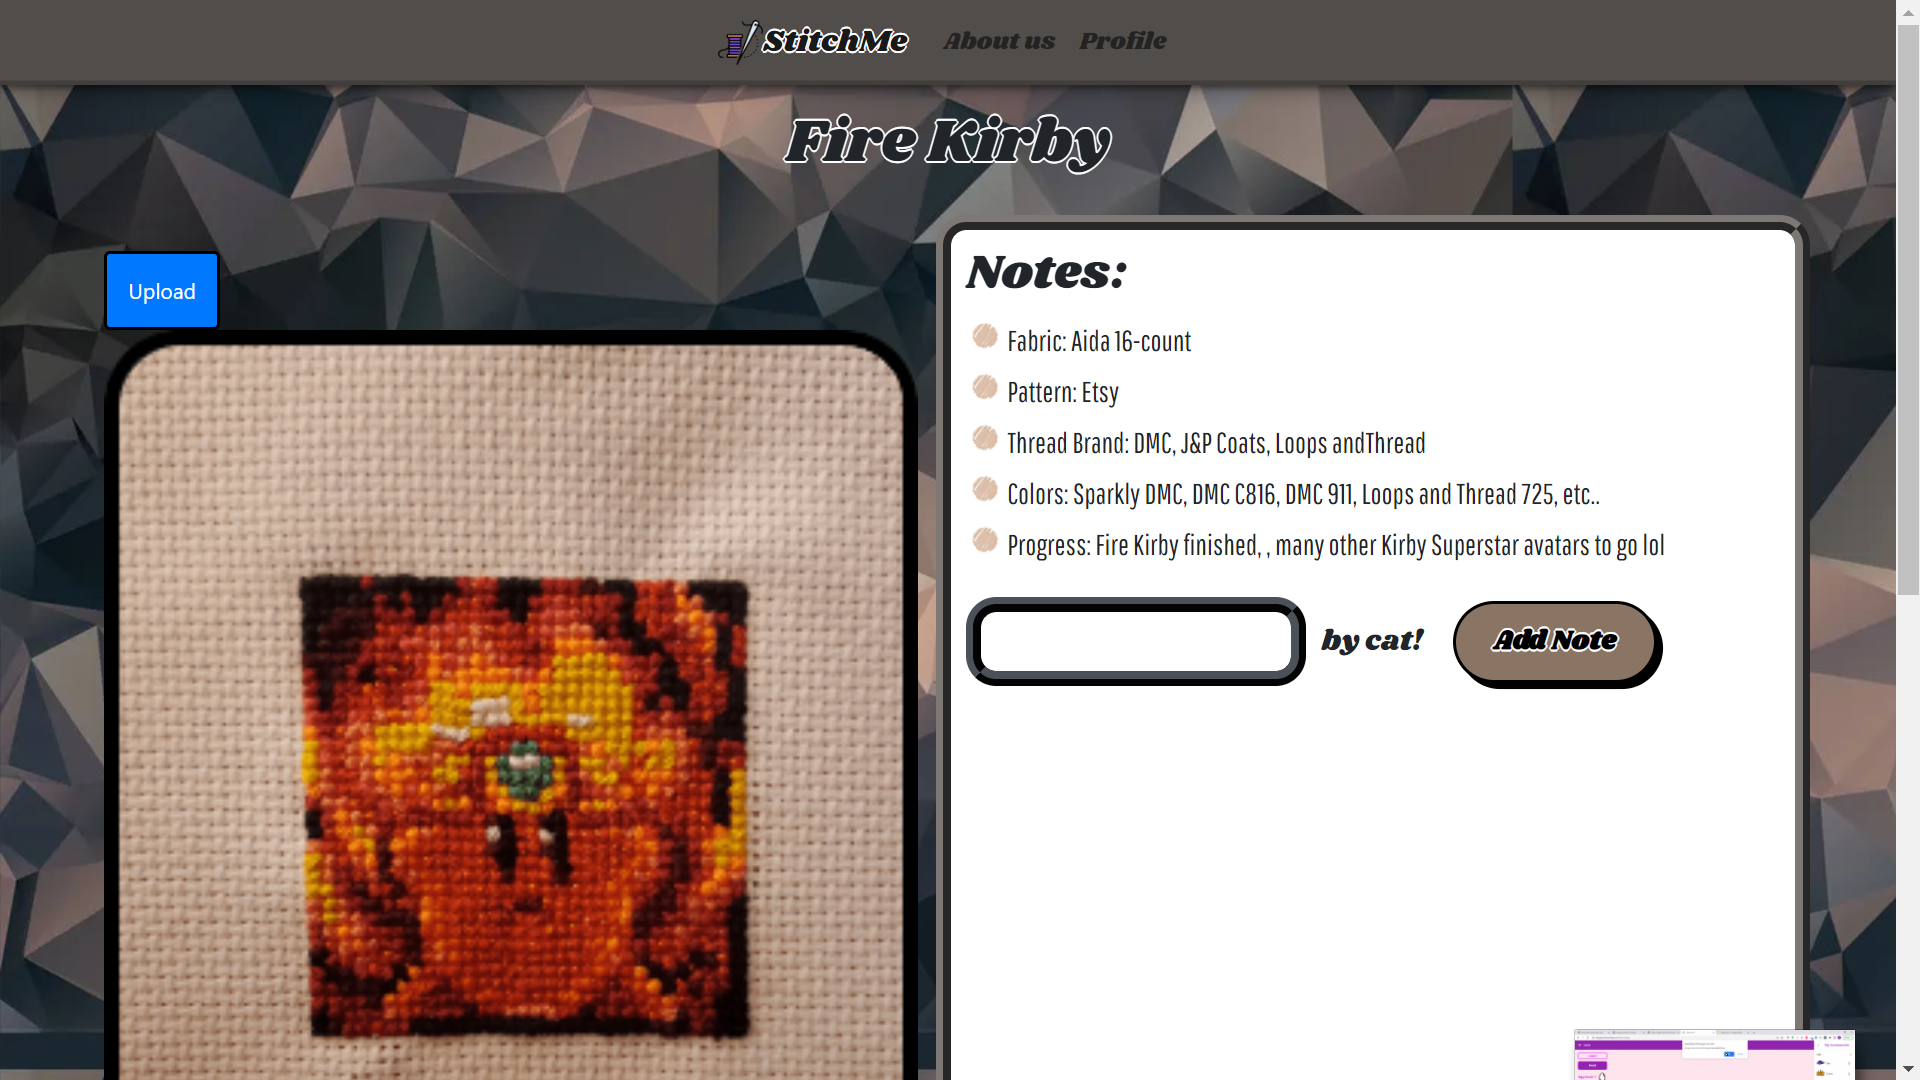 StitchMe About us Profile
Fire Kirby
Upload
Notes:
Fabric: Aida 16-count
Pattern: Etsy
Thread Brand: DMC, J&P Coats, Loops andThread
Colors: Sparkly DMC, DMC C816, DMC 911, Loops and Thread 725, etc..
Progress: Fire Kirby finished, , many other Kirby Superstar avatars to go lol
by cat! Add Note